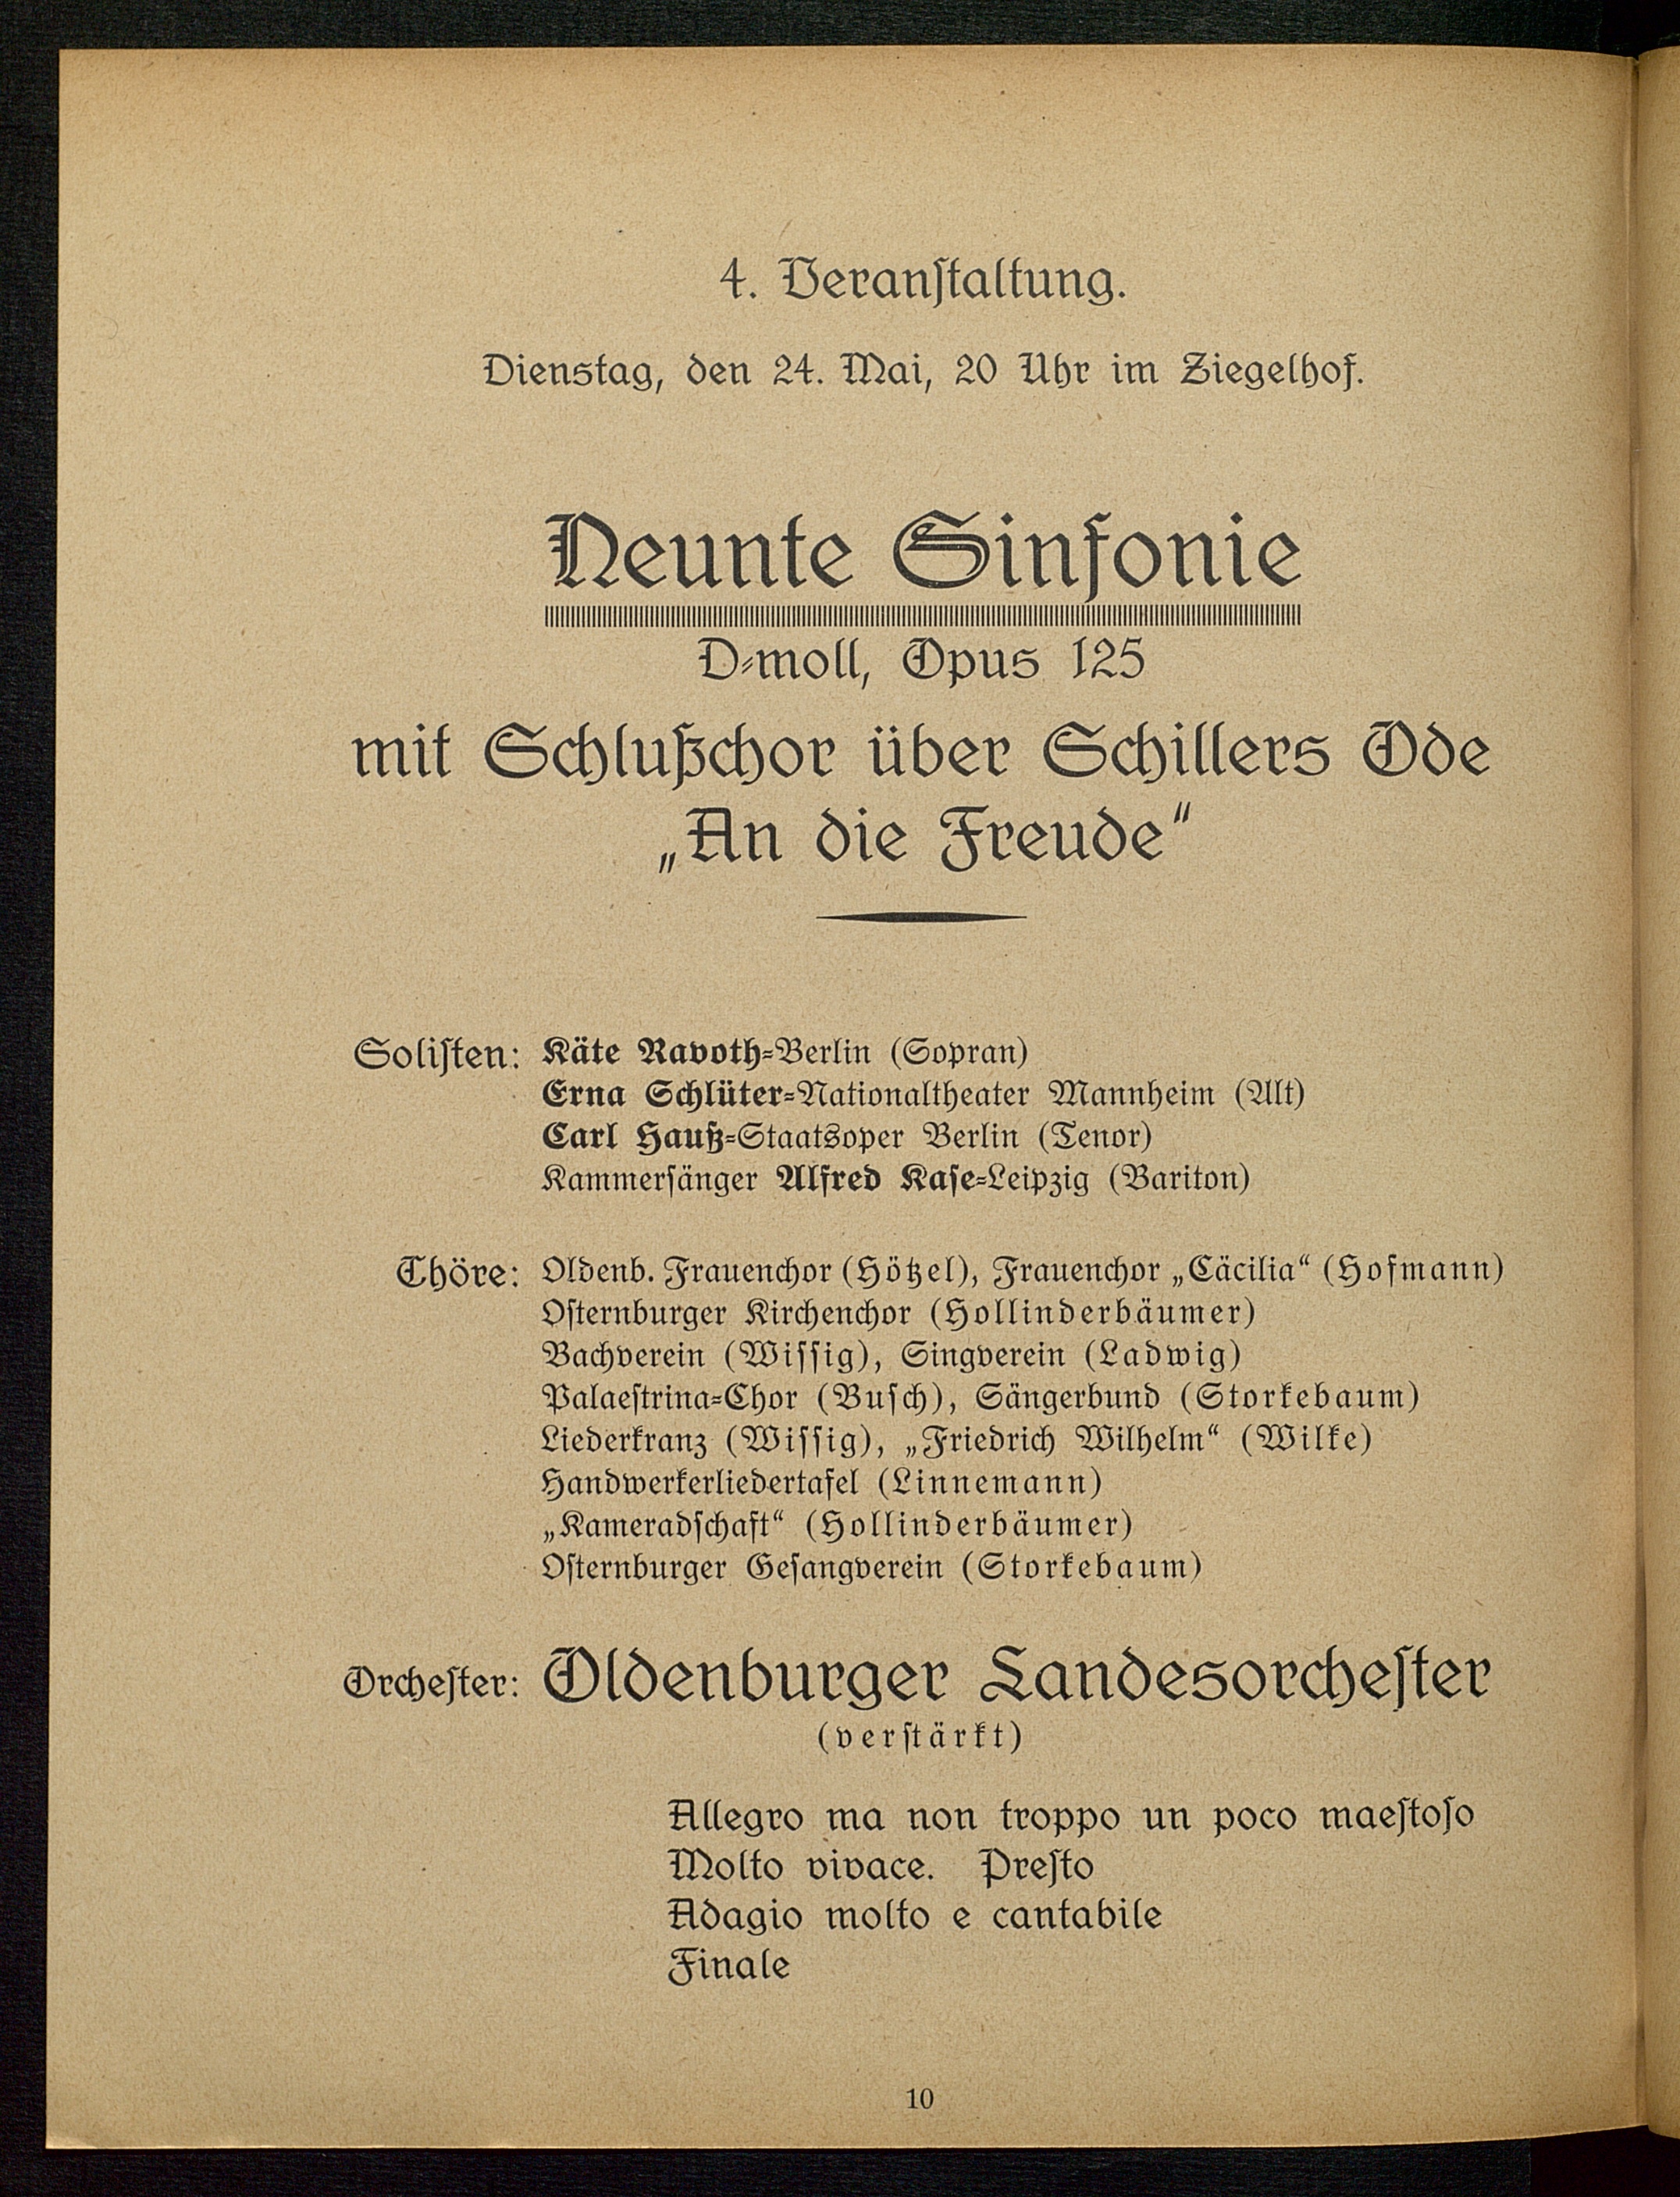 4. Veranſtaltung.
Dienstag, den 24. Mai, 20 Uhr im Ziegelhof.
Neunte Sinfonie
D-moll, Opus 125
mit Schlußchor über Schillers Ode
„An die Freude“
Soliſten: Käte Ravoth-Berlin (Sopran)
Erna Schlüter-Nationaltheater Mannheim (Alt)
Carl Hauß-Staatsoper Berlin (Tenor)
Kammerſänger Alfred Kaſe-Leipzig (Bariton)
Chöre: Oldenb. Frauenchor (Hötzel), Frauenchor „Cäcilia“ (Hofmann)
Oſternburger Kirchenchor (Hollinderbäumer)
Bachverein (Wiſſig), Singverein (Ladwig)
Palaeſtrina-Chor (Buſch), Sängerbund (Storkebaum)
Liederkranz (Wiſſig), „Friedrich Wilhelm“ (Wilke)
Handwerkerliedertafel (Linnemann)
„Kameradſchaft“ (Hollinderbäumer)
Oſternburger Geſangverein (Storkebaum)
Orcheſter: Oldenburger Landesorcheſter
(verſtärkt)
Allegro ma non troppo un poco maeſtoſo
Molto vivace. Preſto
Adagio molto e cantabile
Finale
10